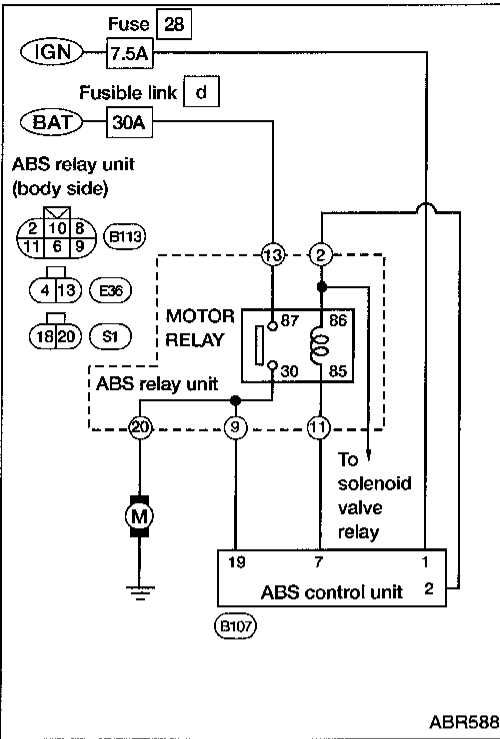 Fuse 28
IGN 7.5A
Fusible link d
BAT 30A
ABS relay unit
(body side)
2 10 8
11 6 9
B113
4 13 E36
18 20 S1
13 2
MOTOR
RELAY
87 86
30 85
ABS relay unit
20 9 11
To
solenoid
valve
relay
M
19 7 1
ABS control unit 2
B107
ABR588